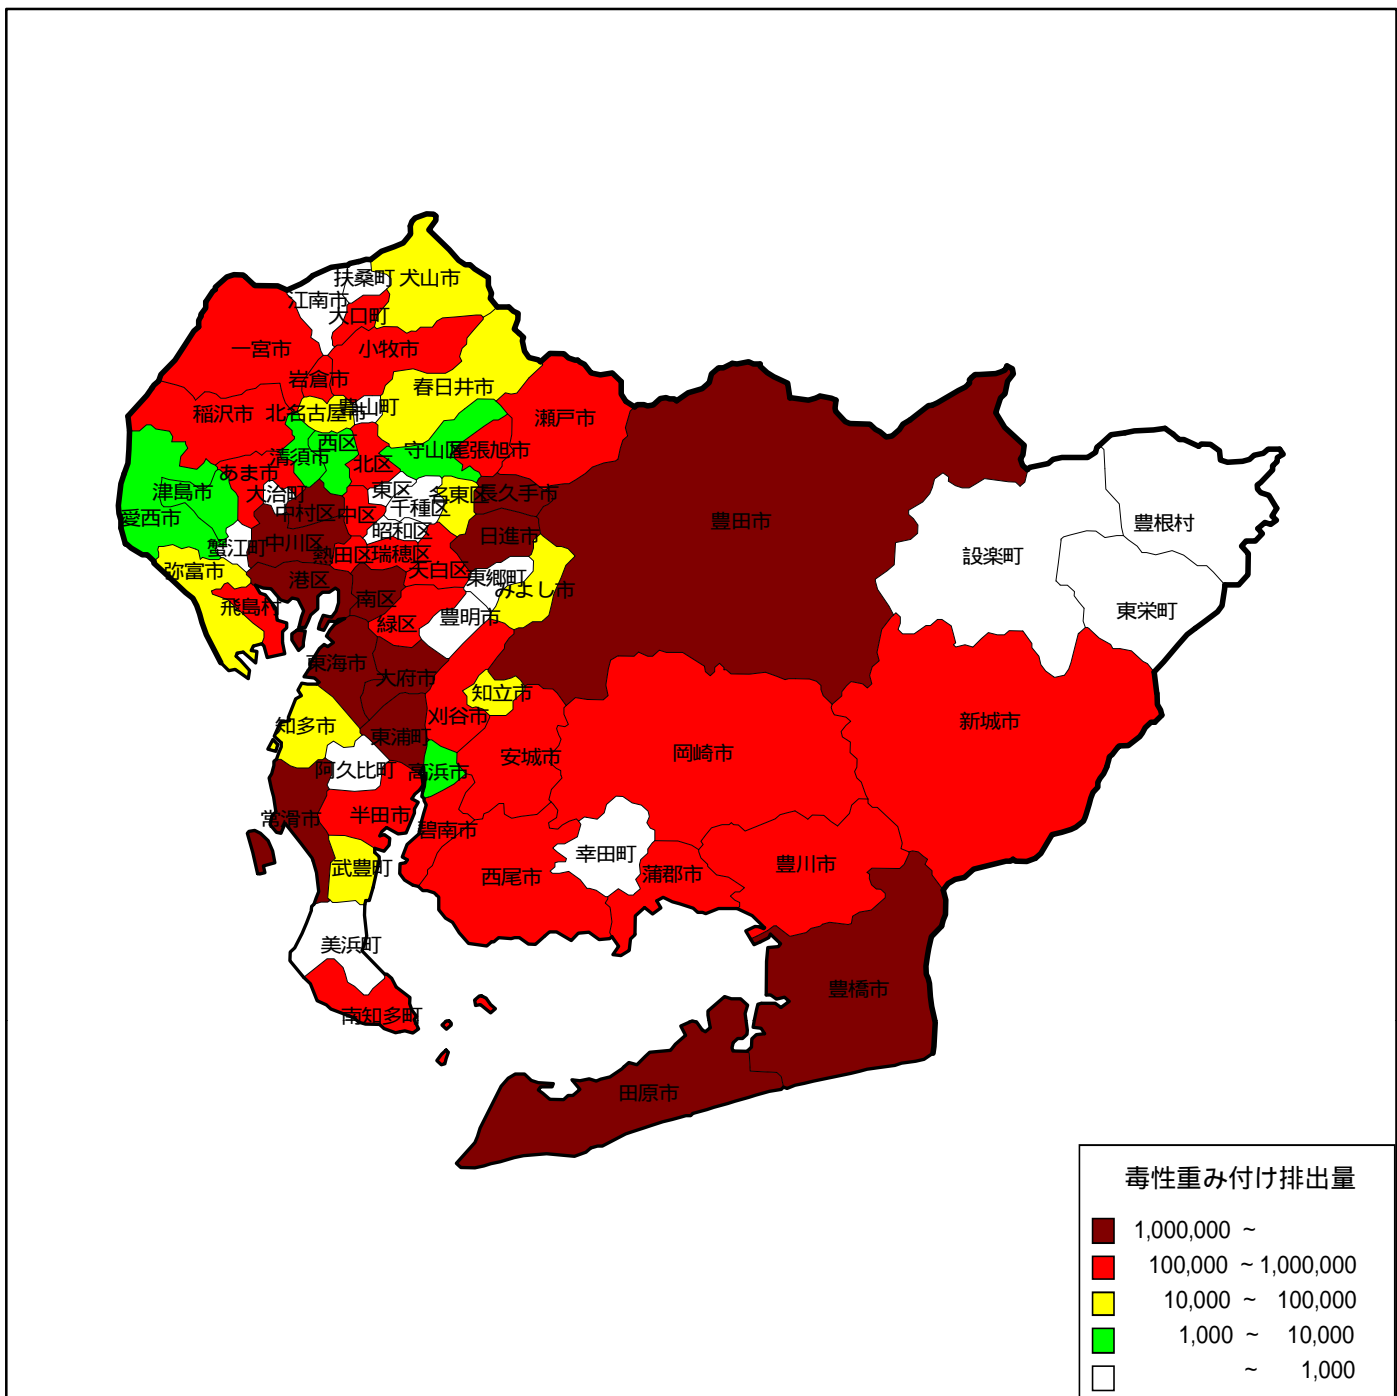 扶桑町
犬山市
江南市
大口町
一宮市
小牧市
岩倉市
春日井市
稲沢市
北名古屋市
豊山町
瀬戸市
西区
守山区
尾張旭市
清須市
北区
あま市
津島市
大治町
東区
名東区
長久手市
愛西市
中村区
中区
千種区
豊田市
豊根村
昭和区
日進市
蟹江町
中川区
熱田区
瑞穂区
設楽町
弥富市
港区
天白区
東郷町
みよし市
飛島村
南区
豊明市
東栄町
緑区
東海市
大府市
知立市
知多市
東浦町
刈谷市
新城市
阿久比町
高浜市
安城市
岡崎市
常滑市
半田市
碧南市
武豊町
西尾市
幸田町
蒲郡市
豊川市
美浜町
豊橋市
南知多町
田原市
毒性重み付け排出量
1,000,000 ~
100,000 ~ 1,000,000
10,000 ~ 100,000
1,000 ~ 10,000
~ 1,000